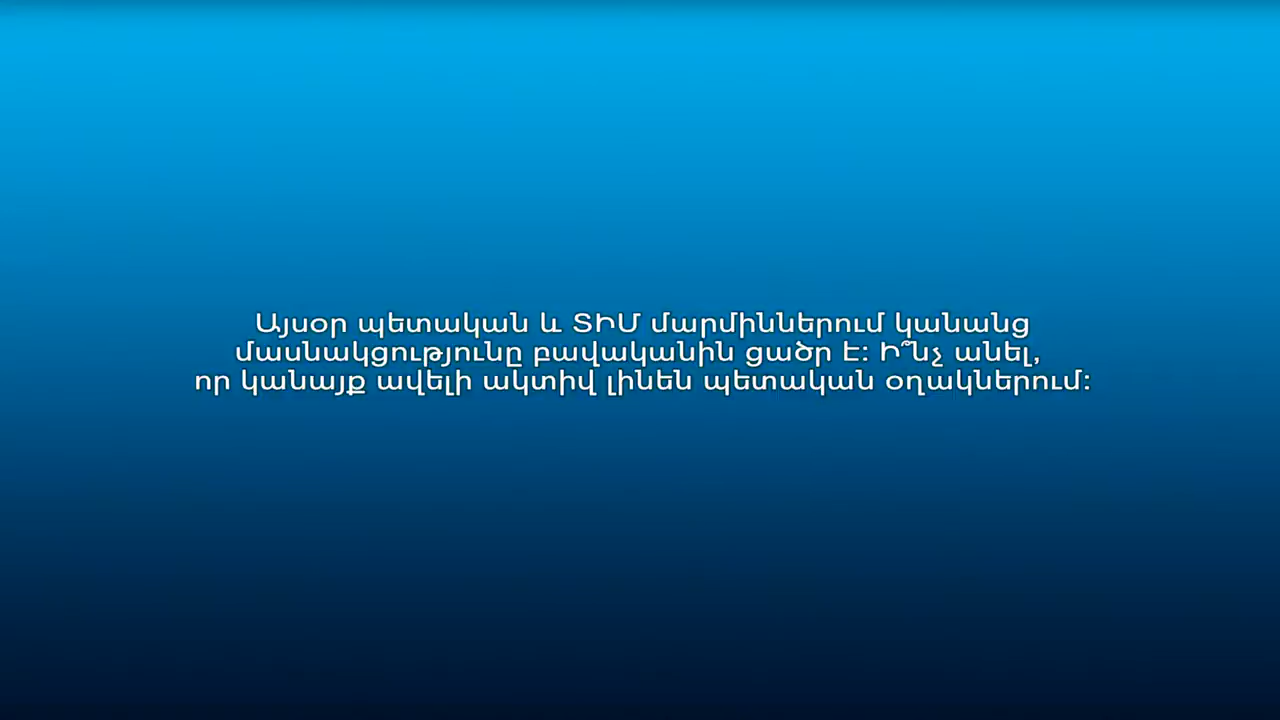 Այսօր պետական և ՏԻՄ մարմիններում կանանց
մասնակցությունը բավականին ցածր է: Ի՞նչ անել,
որ կանայք ավելի ակտիվ լինեն պետական օղակներում: